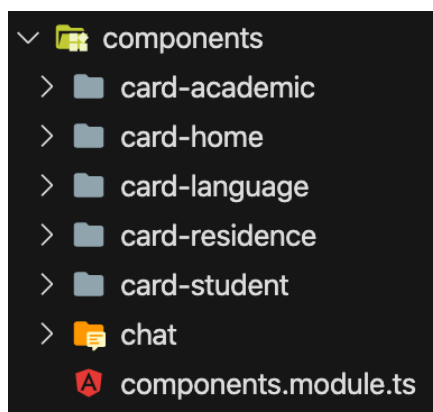 components
card-academic
card-home
card-language
card-residence
card-student
chat
components.module.ts